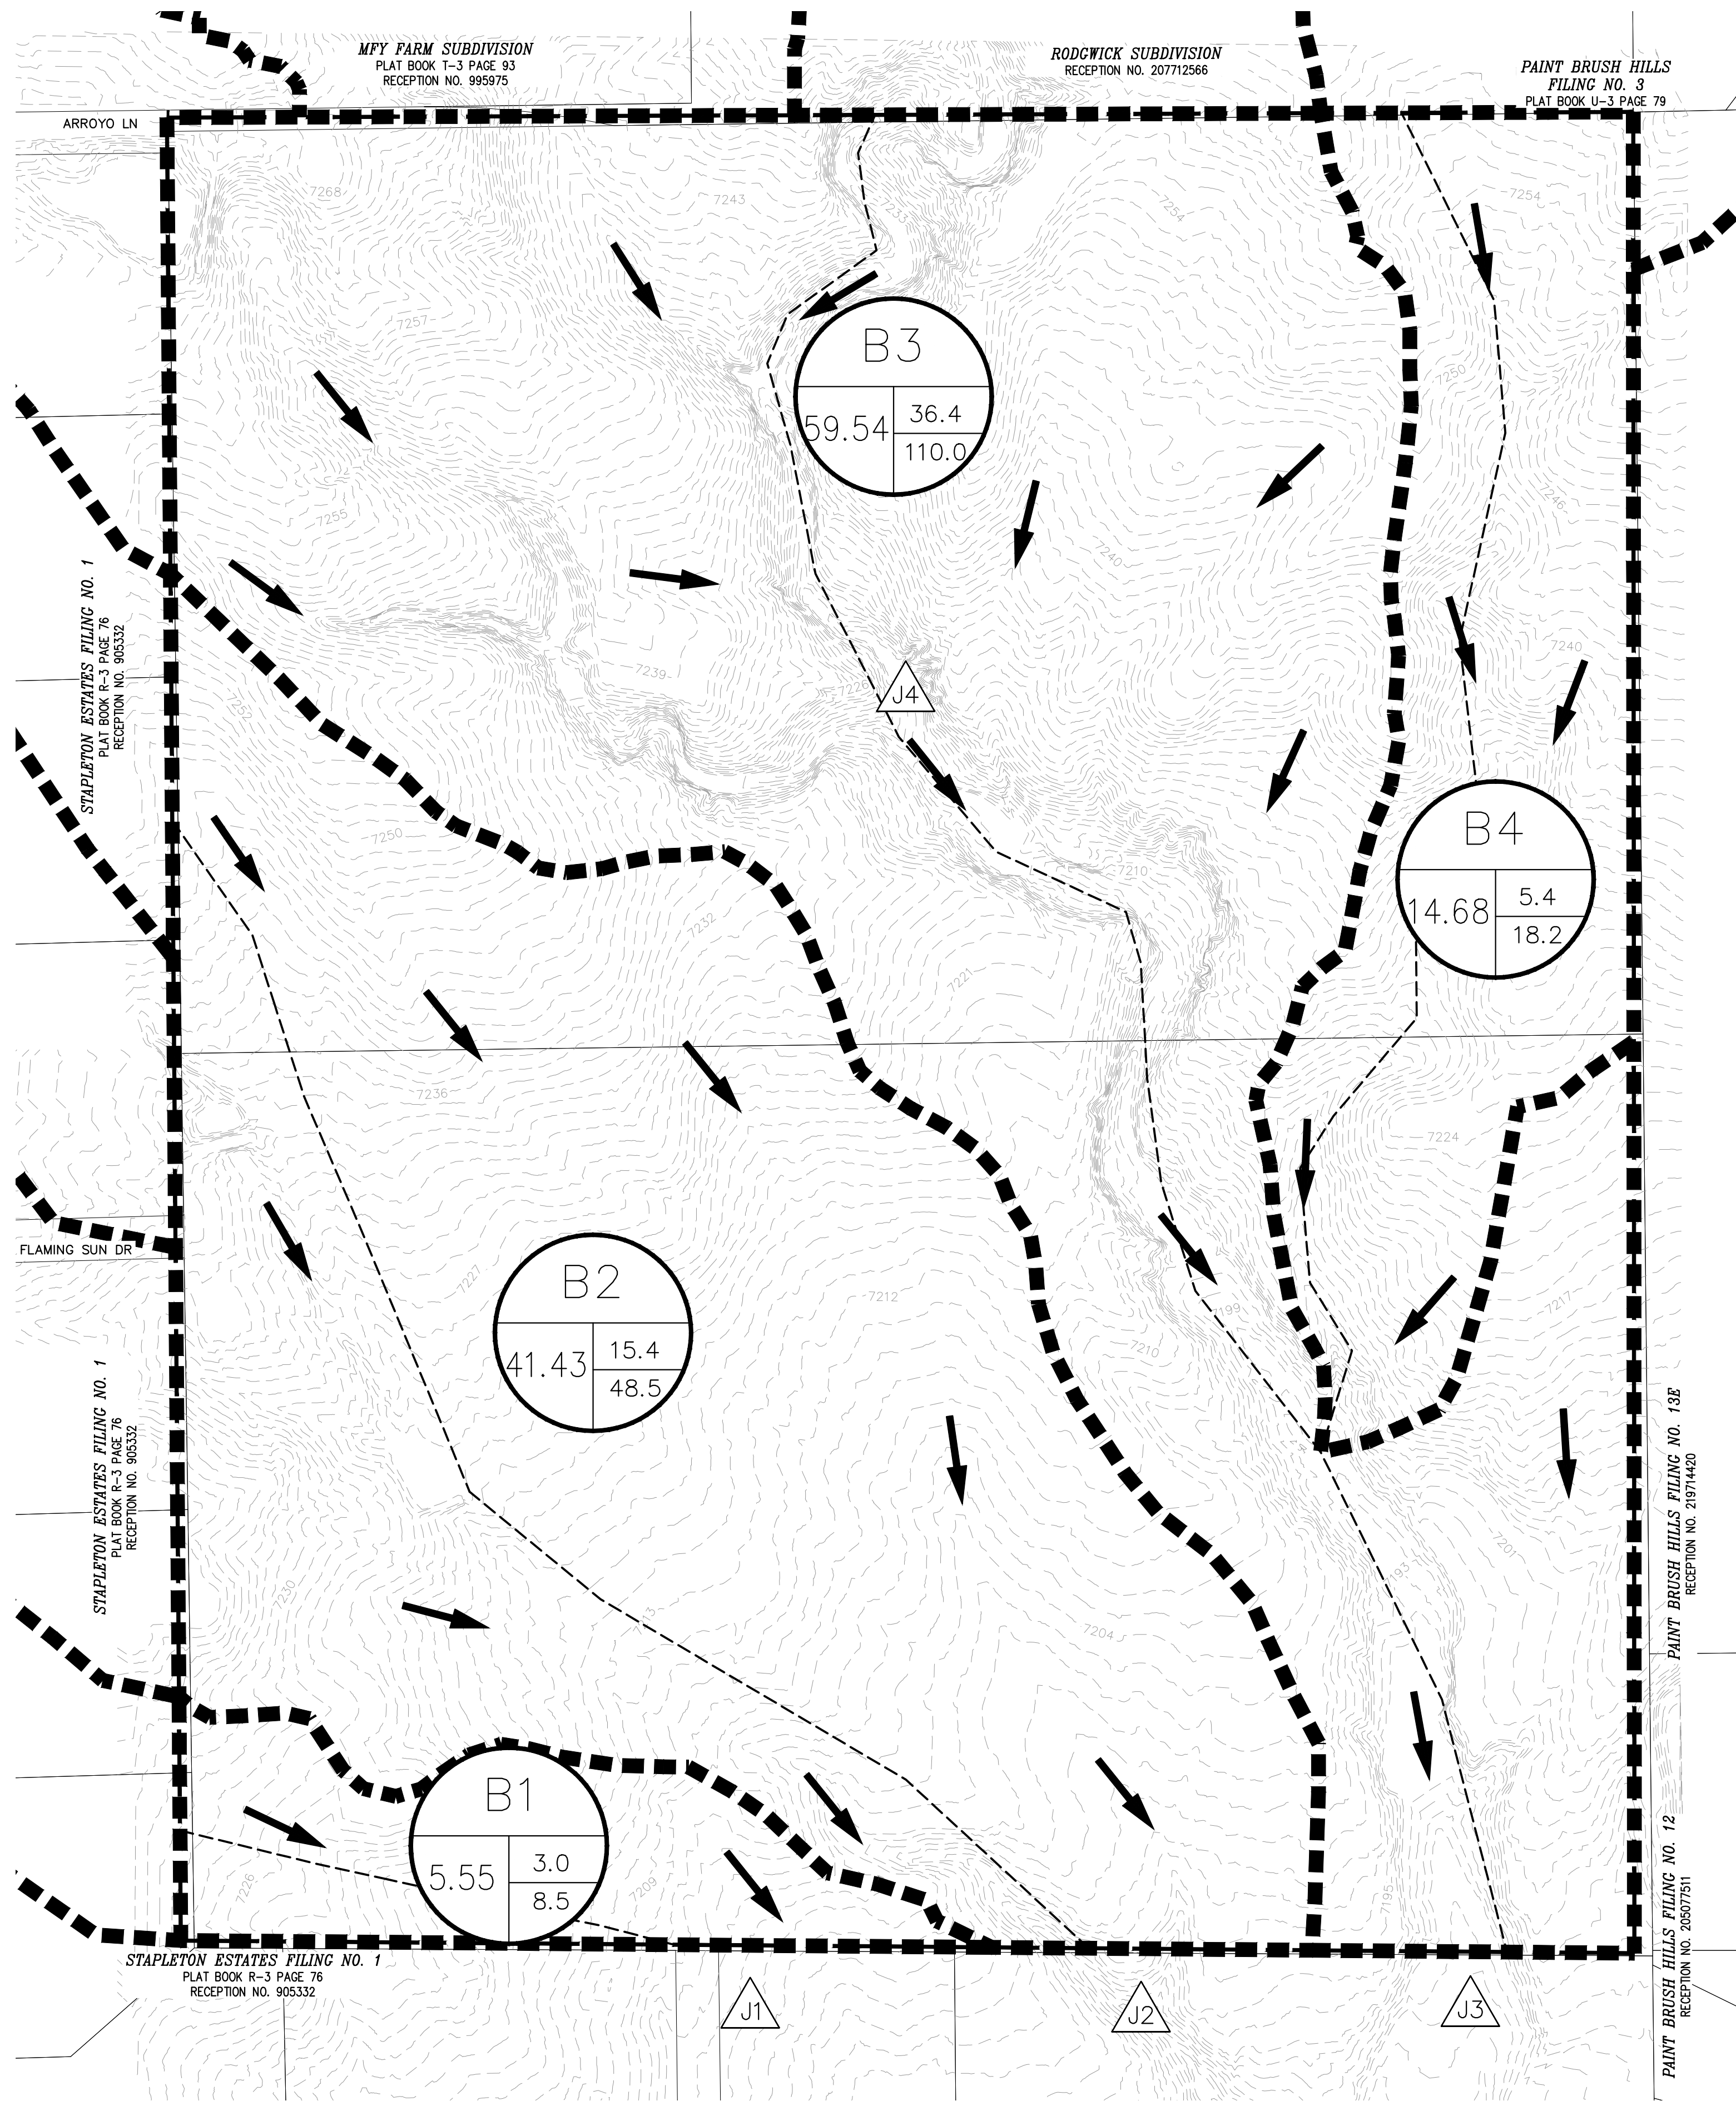 MFY FARM SUBDIVISION
PLAT BOOK T-3 PAGE 93
RECEPTION NO. 995975
RODGWICK SUBDIVISION
RECEPTION NO. 207712566
PAINT BRUSH HILLS
FILING NO. 3
PLAT BOOK U-3 PAGE 79
ARROYO LN
7268
7243
7233
7254
7254
7257
B3
59.54
36.4
110.0
7250
7255
7246
7240
STAPLETON ESTATES FILING NO. 1
PLAT BOOK R-3 PAGE 76
RECEPTION NO. 905332
7239
7226
J4
7240
7252
7250
B4
14.68
5.4
18.2
7210
7232
7221
7236
7224
FLAMING SUN DR
7227
B2
41.43
15.4
48.5
7212
7199
7217
7210
STAPLETON ESTATES FILING NO. 1
PLAT BOOK R-3 PAGE 76
RECEPTION NO. 905332
PAINT BRUSH HILLS FILING NO. 13E
RECEPTION NO. 219714420
7201
7193
7230
7204
B1
5.55
3.0
8.5
7209
7195
PAINT BRUSH HILLS FILING NO. 12
RECEPTION NO. 205077511
STAPLETON ESTATES FILING NO. 1
PLAT BOOK R-3 PAGE 76
RECEPTION NO. 905332
J1
J2
J3